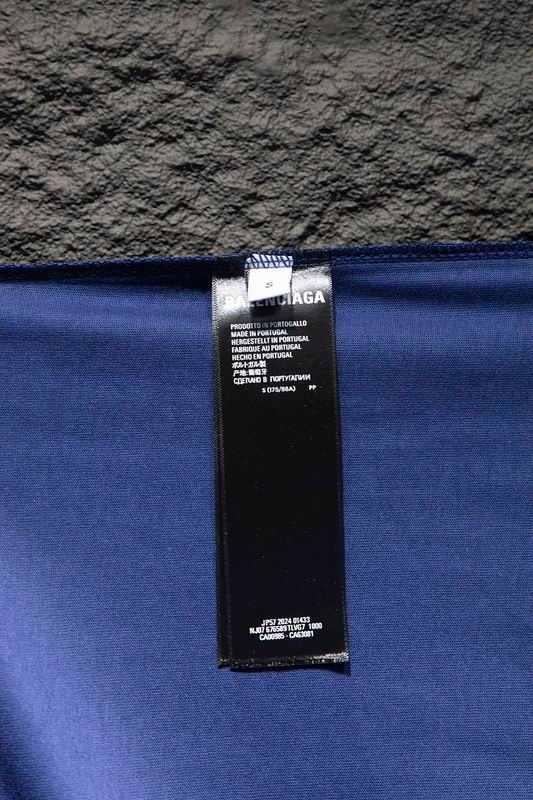 S
BALENCIAGA
PRODOTTO IN PORTOGALLO
MADE IN PORTUGAL
HERGESTELLT IN PORTUGAL
FABRIQUE AU PORTUGAL
HECHO EN PORTUGAL
ポルトガル製
产地:葡萄牙
СДЕЛАНО В ПОРТУГАЛИИ
S (175/88A) PP
JP57 2024 01433
NJ07 676589TLVG7 1000
CA00985 - CA63081